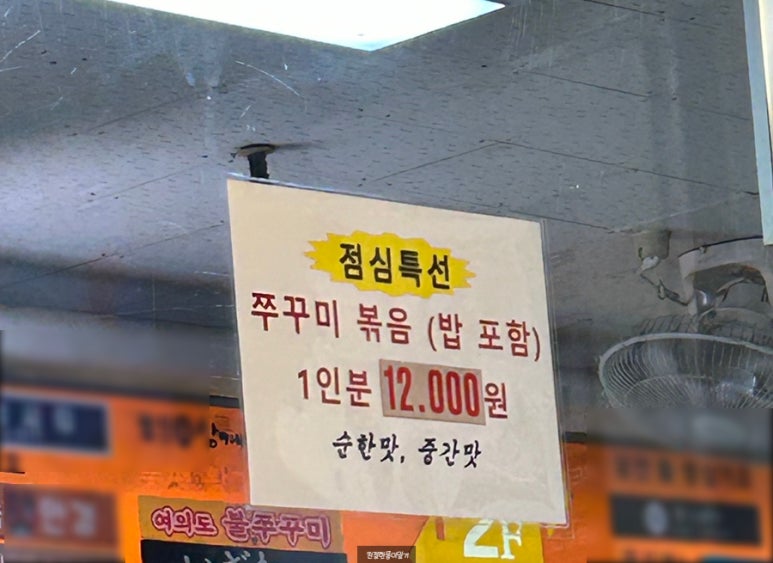 점심특선
쭈꾸미 볶음 (밥 포함)
1인분 12.000원
순한맛, 중간맛
여의도 불쭈꾸미
2F